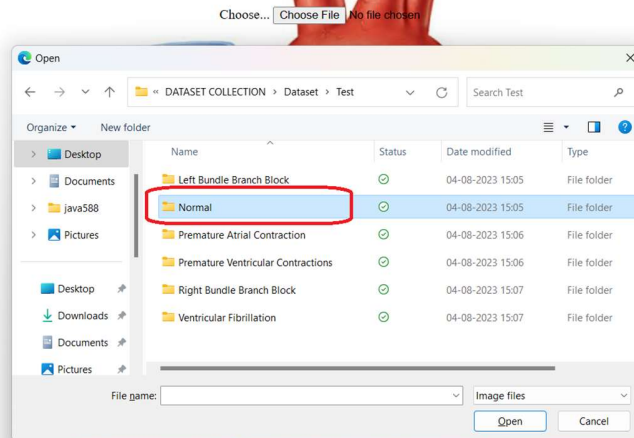 Choose... Choose File No file chosen
Open
« DATASET COLLECTION > Dataset > Test
Search Test
Organize
New folder
Name Status Date modified Type
Desktop
Documents
java588
Pictures
Desktop
Downloads
Documents
Pictures
Left Bundle Branch Block 04-08-2023 15:05 File folder
Normal 04-08-2023 15:05 File folder
Premature Atrial Contraction 04-08-2023 15:06 File folder
Premature Ventricular Contractions 04-08-2023 15:06 File folder
Right Bundle Branch Block 04-08-2023 15:07 File folder
Ventricular Fibrillation 04-08-2023 15:07 File folder
File name:
Image files
Open
Cancel